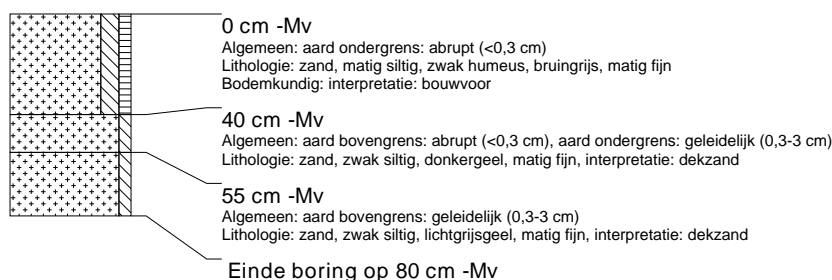 0 cm -Mv
Algemeen: aard ondergrens: abrupt (<0,3 cm)
Lithologie: zand, matig siltig, zwak humeus, bruingrijs, matig fijn
Bodemkundig: interpretatie: bouwvoor
40 cm -Mv
Algemeen: aard bovengrens: abrupt (<0,3 cm), aard ondergrens: geleidelijk (0,3-3 cm)
Lithologie: zand, zwak siltig, donkergeel, matig fijn, interpretatie: dekzand
55 cm -Mv
Algemeen: aard bovengrens: geleidelijk (0,3-3 cm)
Lithologie: zand, zwak siltig, lichtgrijsgeel, matig fijn, interpretatie: dekzand
Einde boring op 80 cm -Mv